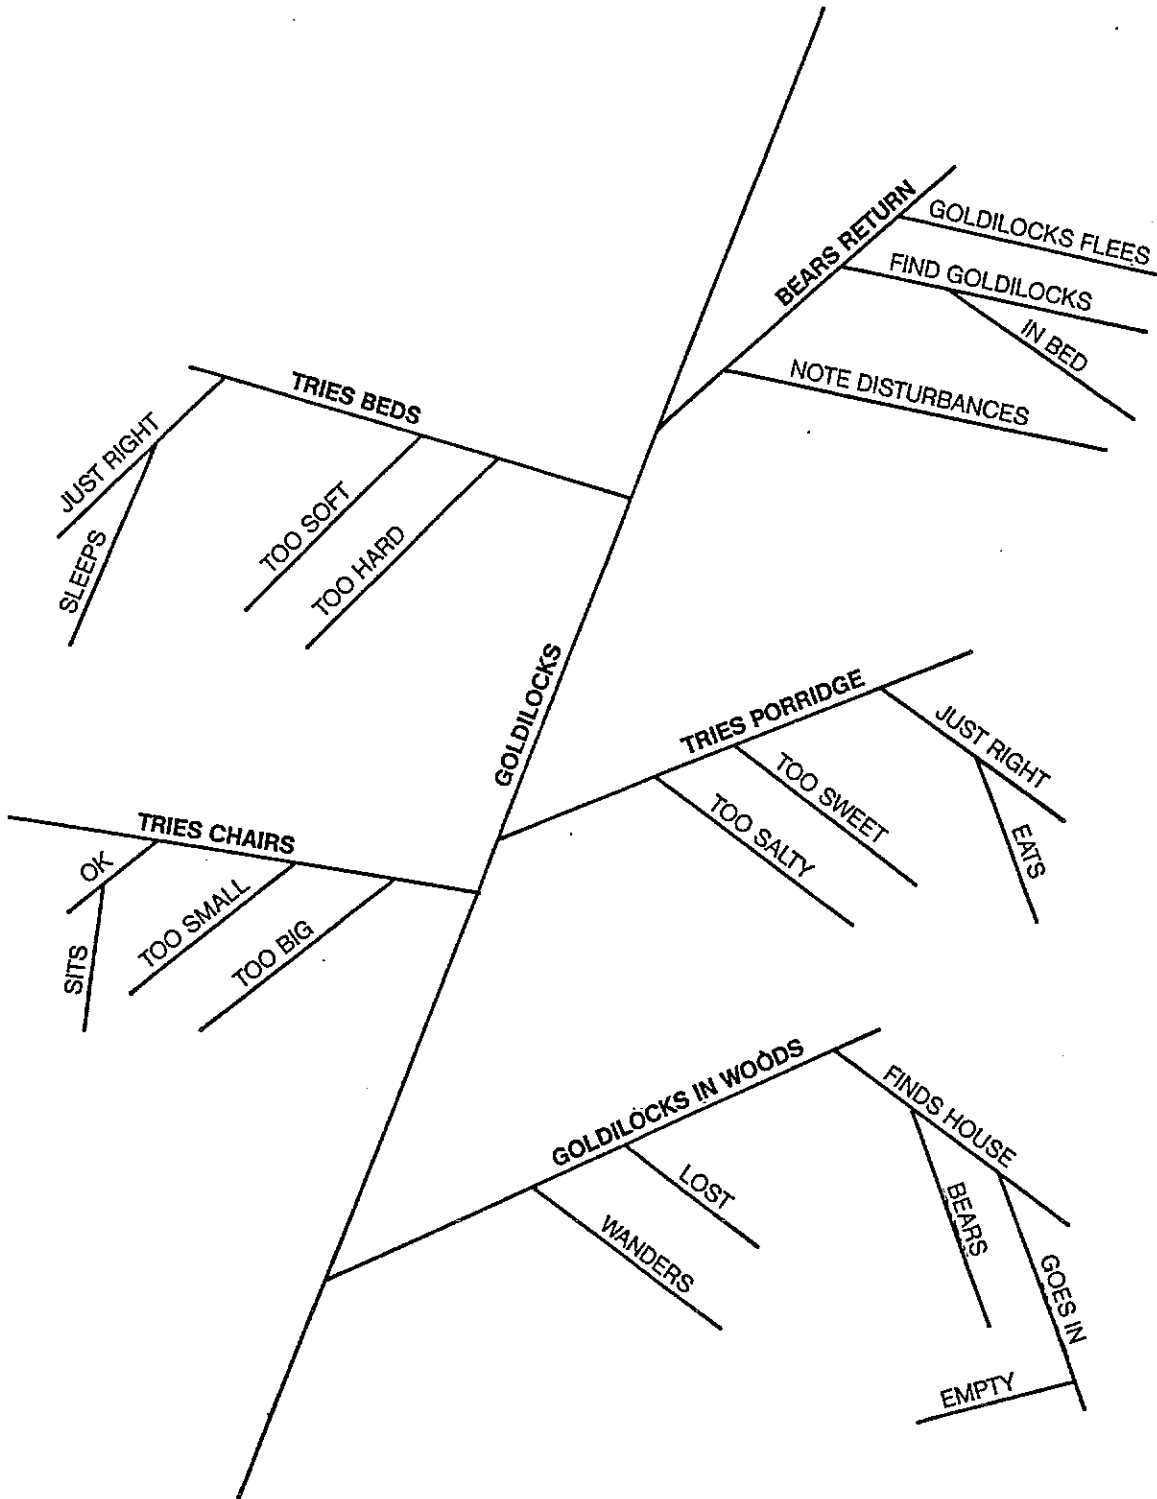 BEARS RETURN
GOLDILOCKS FLEES
FIND GOLDILOCKS
IN BED
NOTE DISTURBANCES
TRIES BEDS
JUST RIGHT
SLEEPS
TOO SOFT
TOO HARD
GOLDILOCKS
TRIES PORRIDGE
JUST RIGHT
EATS
TOO SWEET
TOO SALTY
TRIES CHAIRS
OK
SITS
TOO SMALL
TOO BIG
GOLDILOCKS IN WOODS
FINDS HOUSE
BEARS
GOES IN
EMPTY
LOST
WANDERS